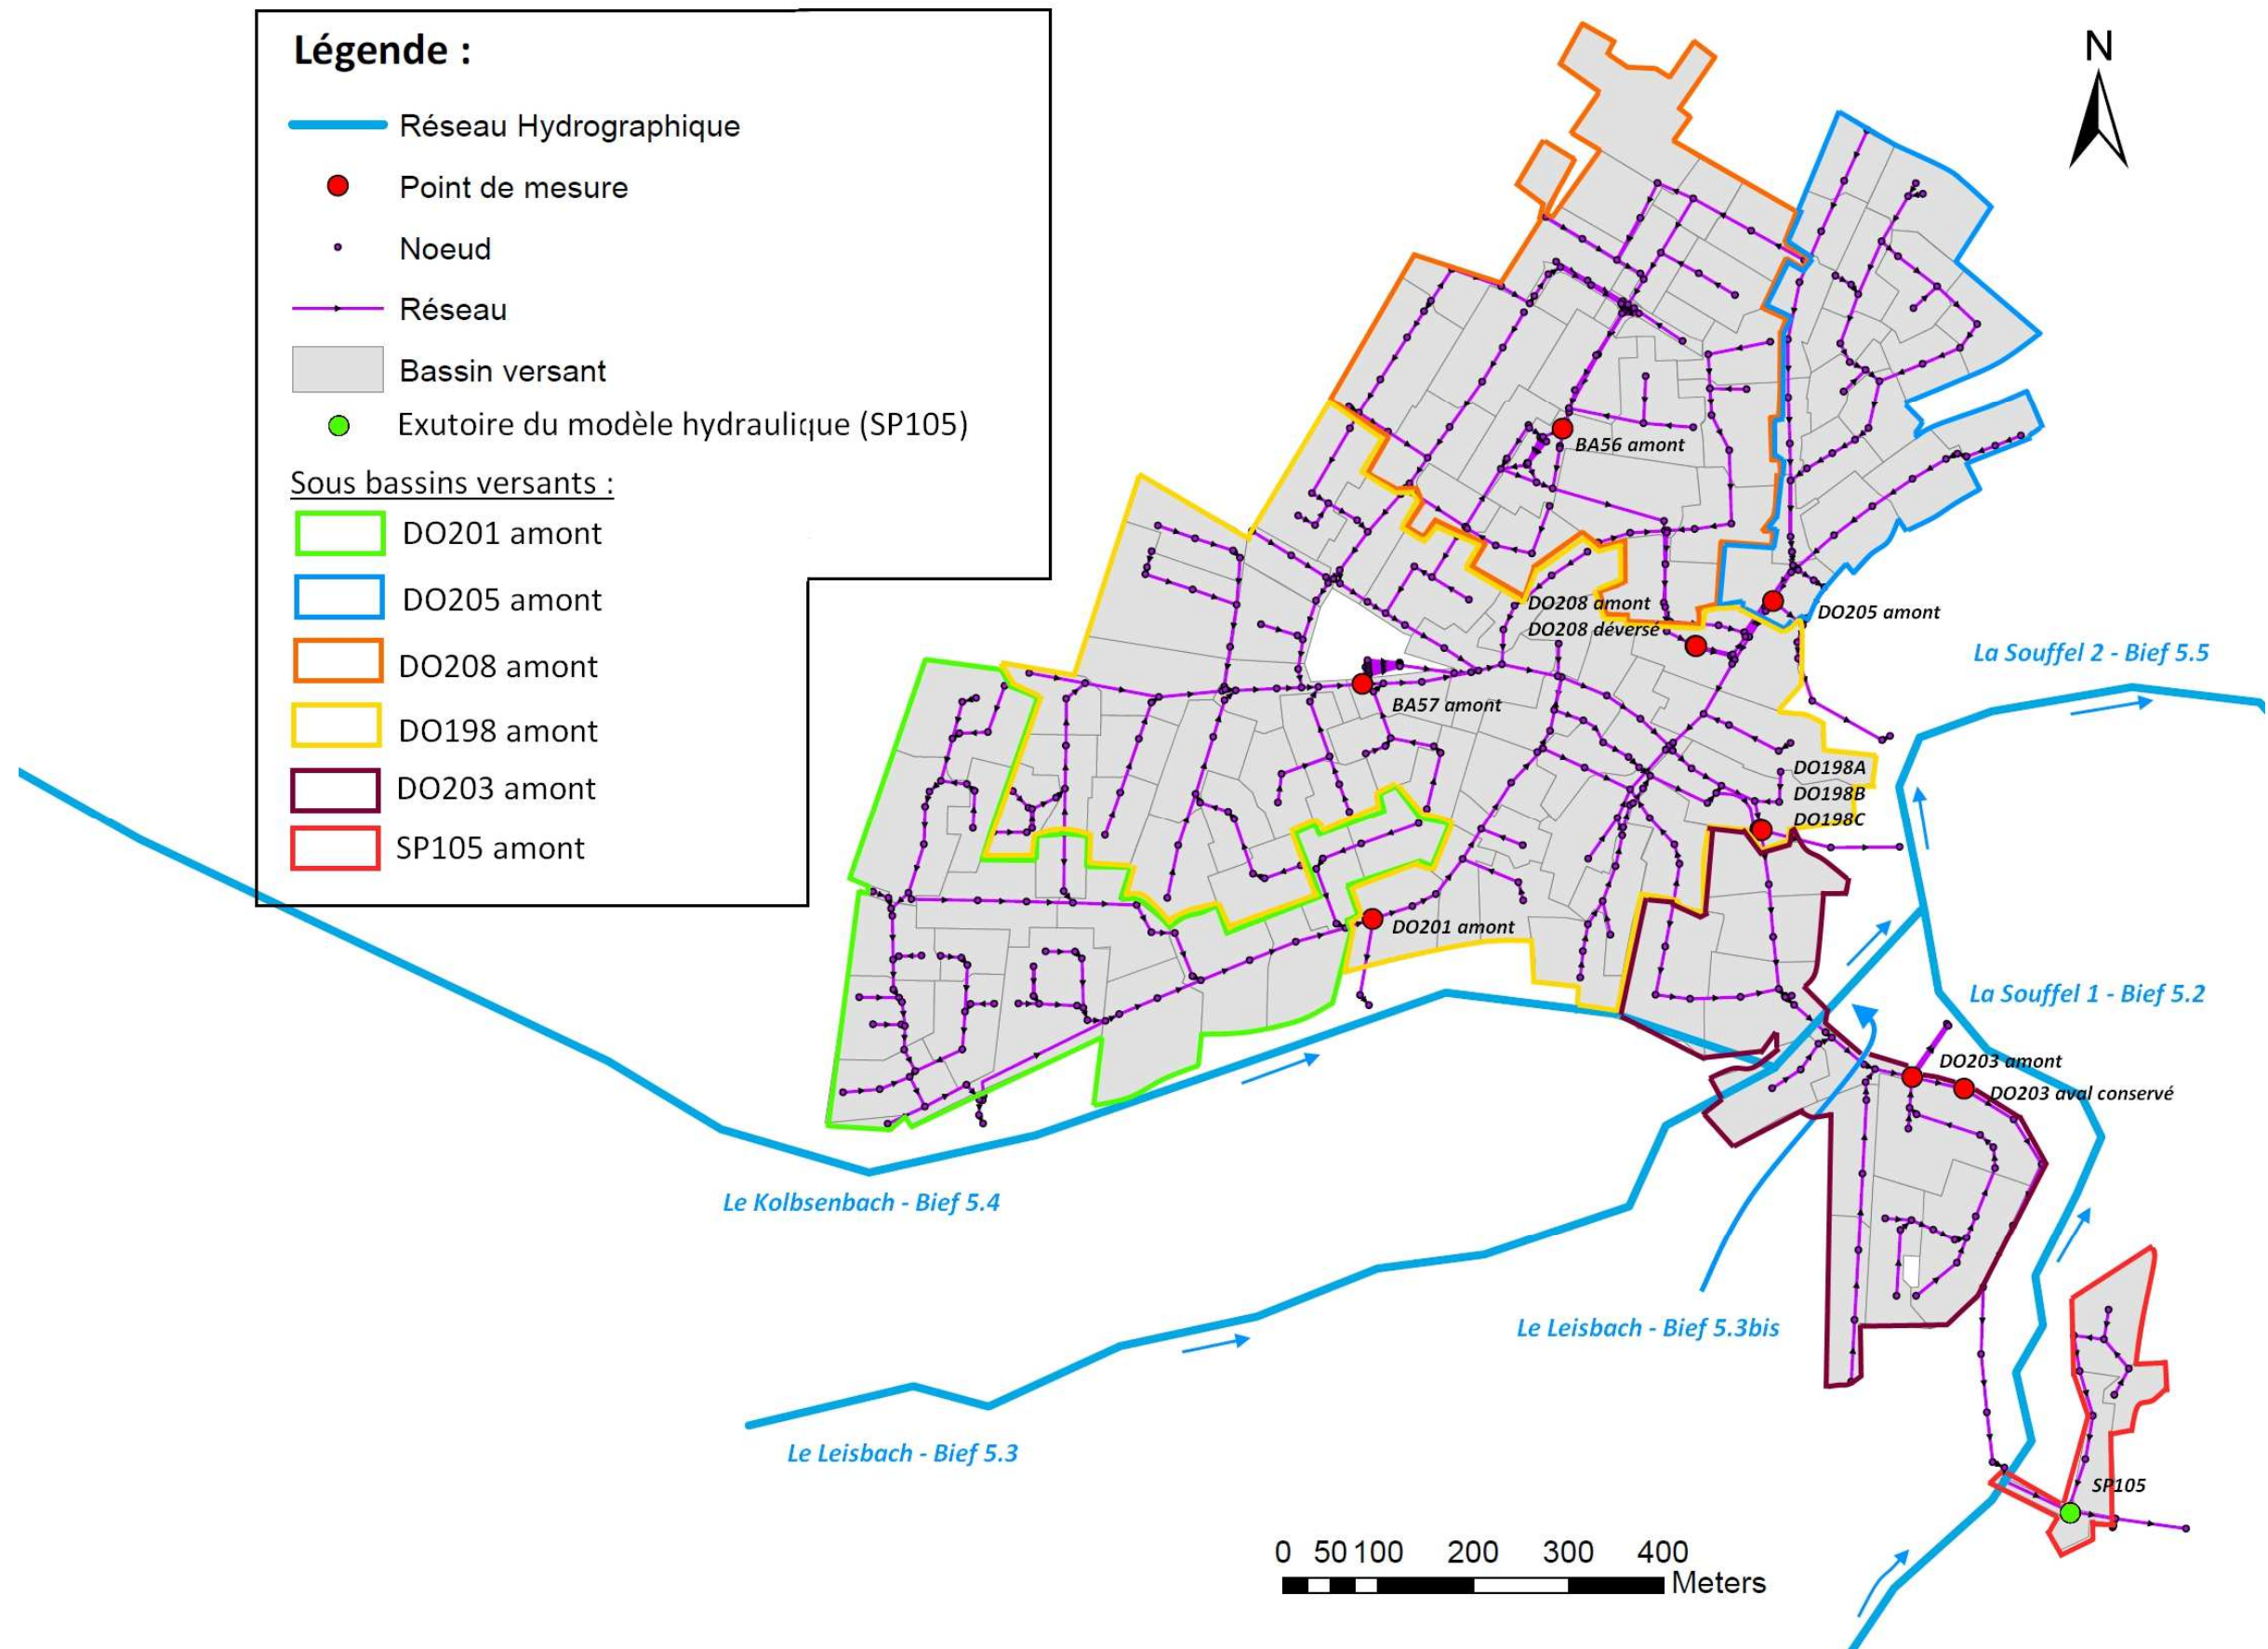 Légende :
Réseau Hydrographique
Point de mesure
Noeud
Réseau
Bassin versant
Exutoire du modèle hydraulique (SP105)
Sous bassins versants :
DO201 amont
DO205 amont
DO208 amont
DO198 amont
DO203 amont
SP105 amont
N
BA56 amont
DO208 amont
DO208 déversé
DO205 amont
La Souffel 2 - Bief 5.5
BA57 amont
DO198A
DO198B
DO198C
DO201 amont
La Souffel 1 - Bief 5.2
DO203 amont
DO203 aval conservé
Le Kolbsenbach - Bief 5.4
Le Leisbach - Bief 5.3bis
Le Leisbach - Bief 5.3
SP105
0 50 100 200 300 400
Meters